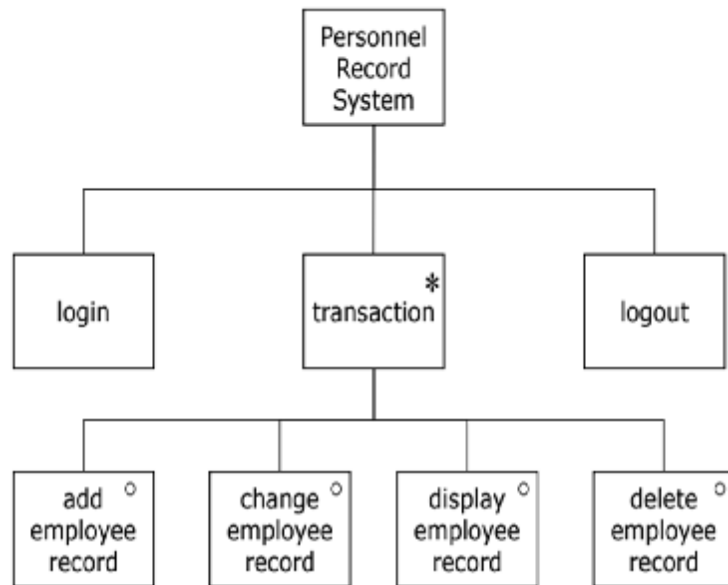 Personnel
Record
System
login
transaction *
logout
add
employee
record
change
employee
record
display
employee
record
delete
employee
record